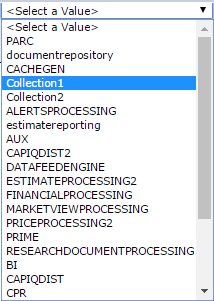 <Select a Value>
<Select a Value>
PARC
documentrepository
CACHEGEN
Collection1
Collection2
ALERTSPROCESSING
estimatereporting
AUX
CAPIQDIST2
DATAFEEDENGINE
ESTIMATEPROCESSING2
FINANCIALPROCESSING
MARKETVIEWPROCESSING
PRICEPROCESSING2
PRIME
RESEARCHDOCUMENTPROCESSING
BI
CAPIQDIST
CPR